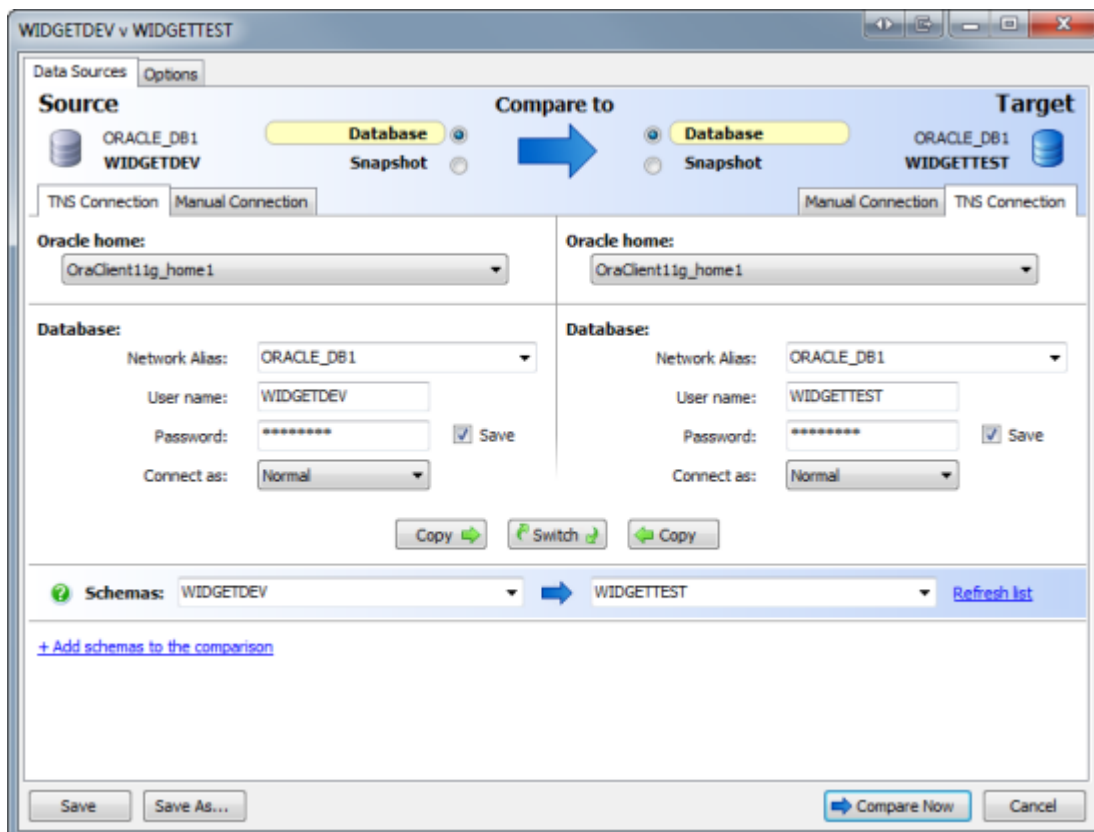 WIDGETDEV v WIDGETTEST
Data Sources Options
Source Compare to Target
ORACLE_DB1 Database Database ORACLE_DB1
WIDGETDEV Snapshot Snapshot WIDGETTEST
TNS Connection Manual Connection Manual Connection TNS Connection
Oracle home: Oracle home:
OraClient11g_home1 OraClient11g_home1
Database: Database:
Network Alias: ORACLE_DB1 Network Alias: ORACLE_DB1
User name: WIDGETDEV User name: WIDGETTEST
Password: ******** Save Password: ******** Save
Connect as: Normal Connect as: Normal
Copy Switch Copy
? Schemas: WIDGETDEV WIDGETTEST Refresh list
+ Add schemas to the comparison
Save Save As... Compare Now Cancel